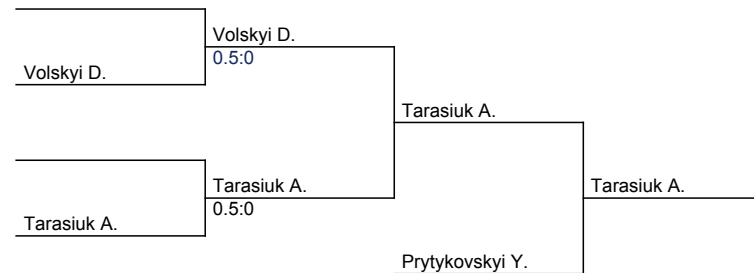 Volskyi D.
0.5:0
Volskyi D.
Tarasiuk A.
Tarasiuk A.
0.5:0
Tarasiuk A.
Tarasiuk A.
Prytykovskyi Y.